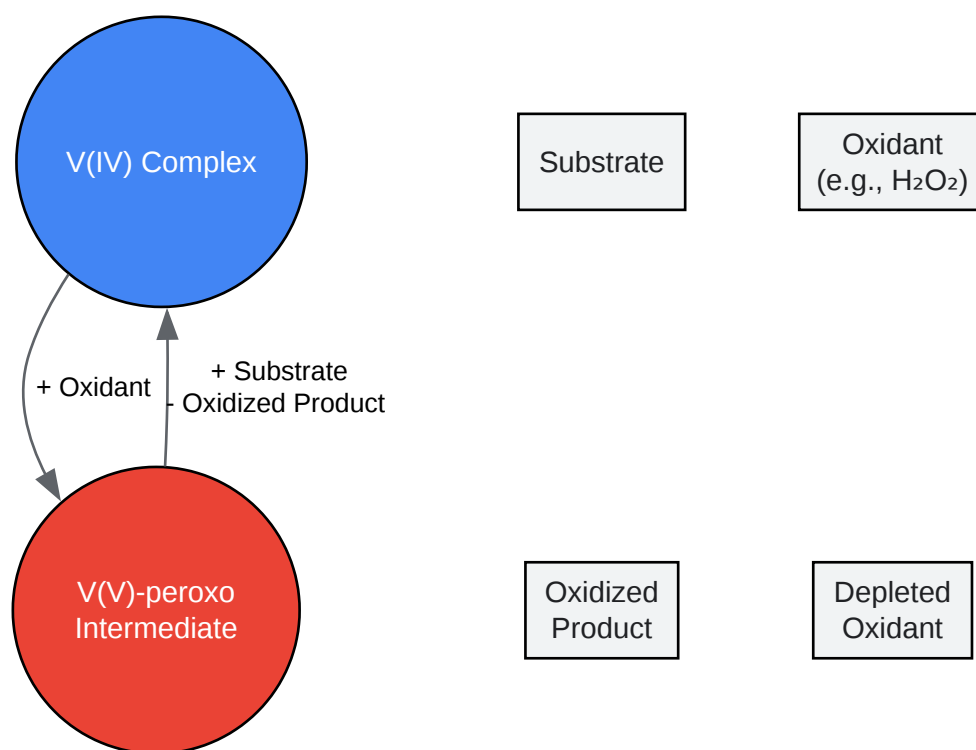 V(IV) Complex
Substrate
Oxidant
(e.g., H₂O₂)
+ Oxidant
+ Substrate
- Oxidized Product
V(V)-peroxo
Intermediate
Oxidized
Product
Depleted
Oxidant